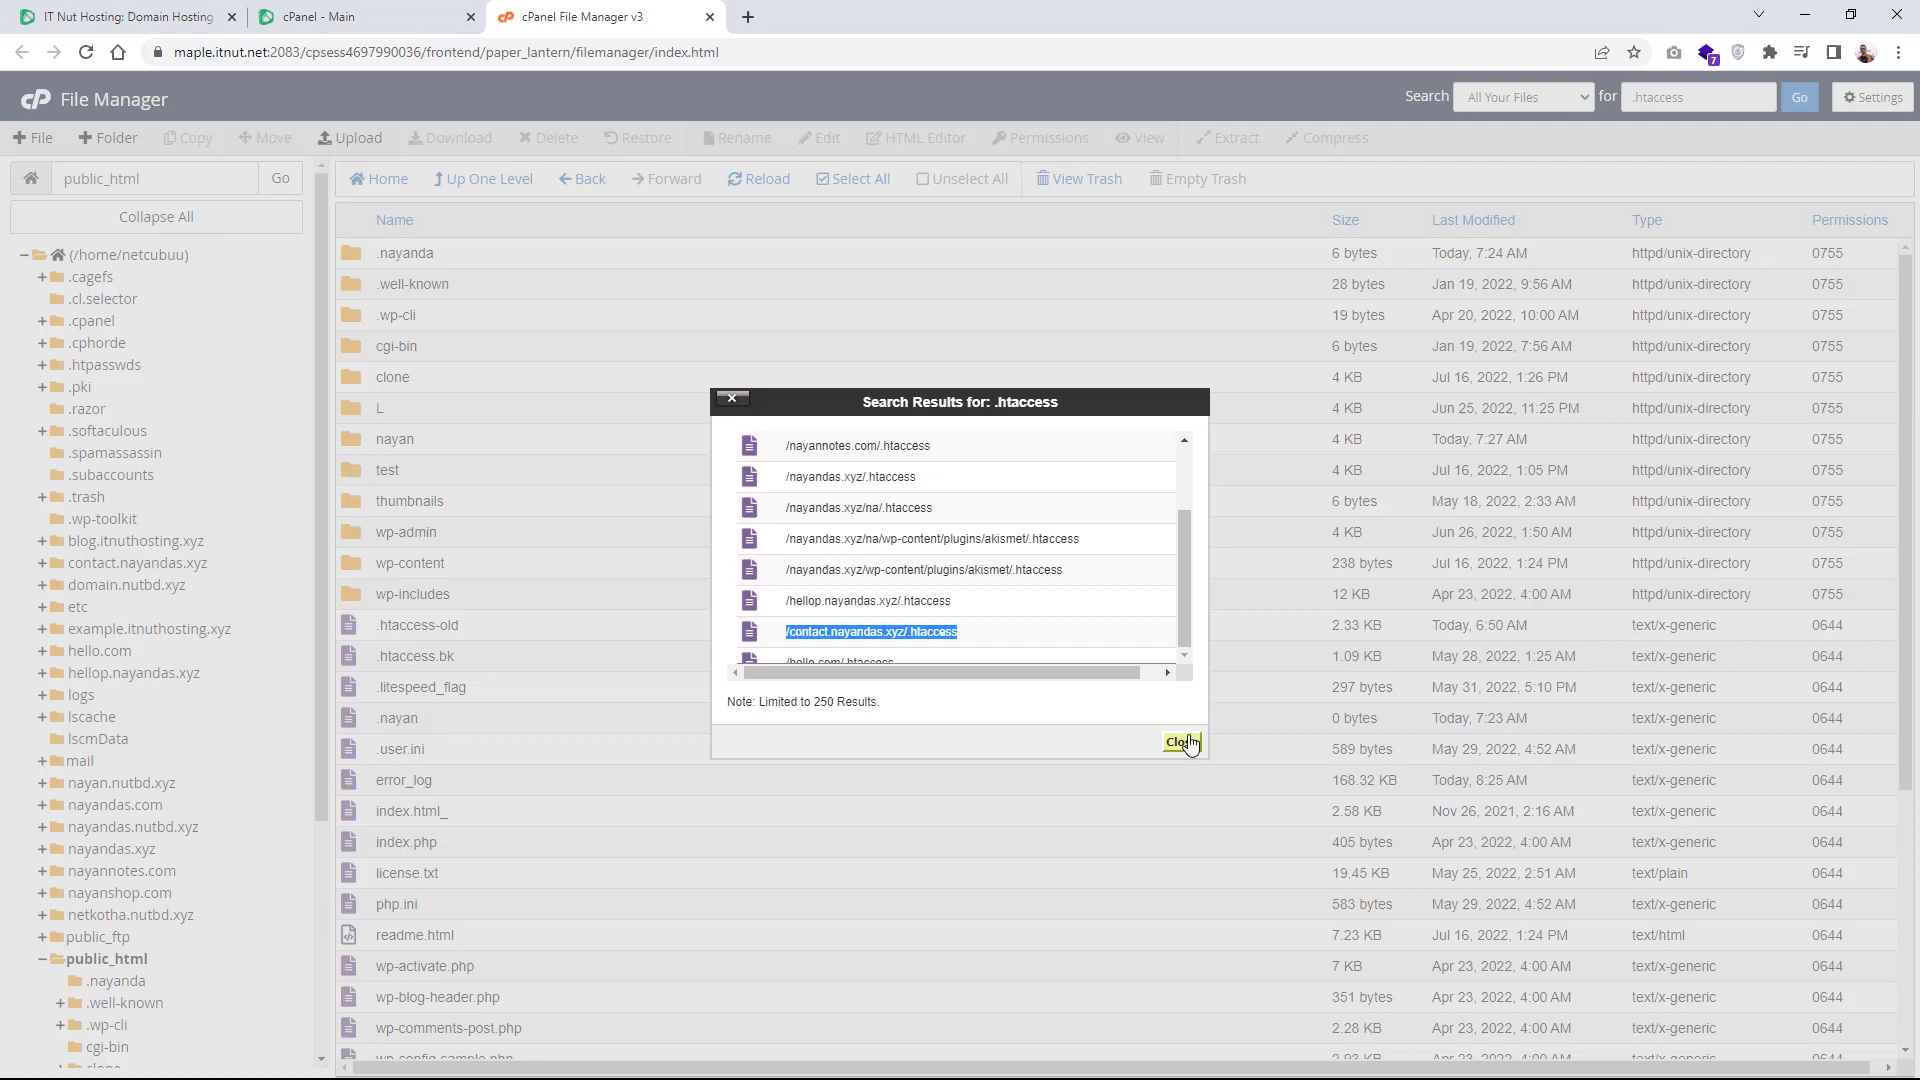 IT Nut Hosting: Domain Hosting
cPanel - Main
cPanel File Manager v3
maple.itnut.net:2083/cpsess4697990036/frontend/paper_lantern/filemanager/index.html
7
cP File Manager
Search All Your Files for .htaccess Go Settings
File Folder Copy Move Upload Download Delete Restore Rename Edit HTML Editor Permissions View Extract Compress
public_html Go
Home Up One Level Back Forward Reload Select All Unselect All View Trash Empty Trash
Collapse All
(/home/netcubuu)
.cagefs
.cl.selector
.cpanel
.cphorde
.htpasswds
.pki
.razor
.softaculous
.spamassassin
.subaccounts
.trash
.wp-toolkit
blog.itnuthosting.xyz
contact.nayandas.xyz
domain.nutbd.xyz
etc
example.itnuthosting.xyz
hello.com
hellop.nayandas.xyz
logs
lscache
lscmData
mail
nayan.nutbd.xyz
nayandas.com
nayandas.nutbd.xyz
nayandas.xyz
nayannotes.com
nayanshop.com
netkotha.nutbd.xyz
public_ftp
public_html
.nayanda
.well-known
.wp-cli
cgi-bin
clone
Name Size Last Modified Type Permissions
.nayanda 6 bytes Today, 7:24 AM httpd/unix-directory 0755
.well-known 28 bytes Jan 19, 2022, 9:56 AM httpd/unix-directory 0755
.wp-cli 19 bytes Apr 20, 2022, 10:00 AM httpd/unix-directory 0755
cgi-bin 6 bytes Jan 19, 2022, 7:56 AM httpd/unix-directory 0755
clone 4 KB Jul 16, 2022, 1:26 PM httpd/unix-directory 0755
L 4 KB Jun 25, 2022, 11:25 PM httpd/unix-directory 0755
nayan 4 KB Today, 7:27 AM httpd/unix-directory 0755
test 4 KB Jul 16, 2022, 1:05 PM httpd/unix-directory 0755
thumbnails 6 bytes May 18, 2022, 2:33 AM httpd/unix-directory 0755
wp-admin 4 KB Jun 26, 2022, 1:50 AM httpd/unix-directory 0755
wp-content 238 bytes Jul 16, 2022, 1:24 PM httpd/unix-directory 0755
wp-includes 12 KB Apr 23, 2022, 4:00 AM httpd/unix-directory 0755
.htaccess-old 2.33 KB Today, 6:50 AM text/x-generic 0644
.htaccess.bk 1.09 KB May 28, 2022, 1:25 AM text/x-generic 0644
.litespeed_flag 297 bytes May 31, 2022, 5:10 PM text/x-generic 0644
.nayan 0 bytes Today, 7:23 AM text/x-generic 0644
.user.ini 589 bytes May 29, 2022, 4:52 AM text/x-generic 0644
error_log 168.32 KB Today, 8:25 AM text/x-generic 0644
index.html_ 2.58 KB Nov 26, 2021, 2:16 AM text/x-generic 0644
index.php 405 bytes Apr 23, 2022, 4:00 AM text/x-generic 0644
license.txt 19.45 KB May 25, 2022, 2:51 AM text/plain 0644
php.ini 583 bytes May 29, 2022, 4:52 AM text/x-generic 0644
readme.html 7.23 KB Jul 16, 2022, 1:24 PM text/html 0644
wp-activate.php 7 KB Apr 23, 2022, 4:00 AM text/x-generic 0644
wp-blog-header.php 351 bytes Apr 23, 2022, 4:00 AM text/x-generic 0644
wp-comments-post.php 2.28 KB Apr 23, 2022, 4:00 AM text/x-generic 0644
wp-config-sample.php 2.93 KB Apr 23, 2022, 4:00 AM text/x-generic 0644
Search Results for: .htaccess
/nayannotes.com/.htaccess
/nayandas.xyz/.htaccess
/nayandas.xyz/na/.htaccess
/nayandas.xyz/na/wp-content/plugins/akismet/.htaccess
/nayandas.xyz/wp-content/plugins/akismet/.htaccess
/hellop.nayandas.xyz/.htaccess
/contact.nayandas.xyz/.htaccess
/hello.com/.htaccess
Note: Limited to 250 Results.